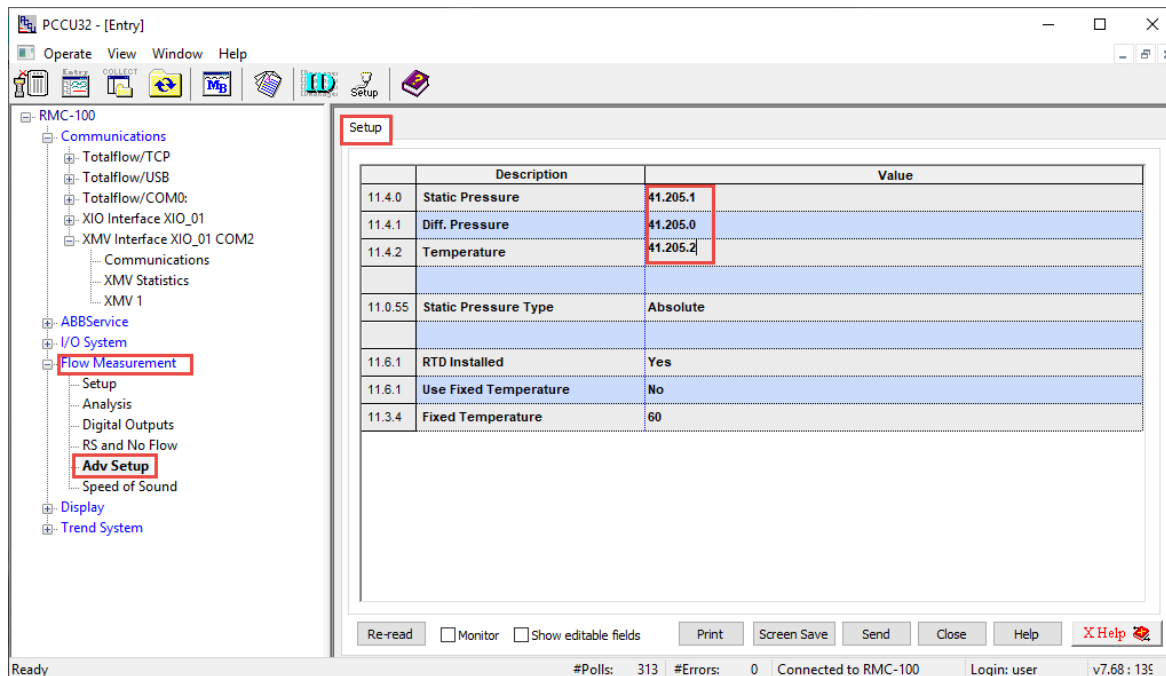 PCCU32 - [Entry]
Operate View Window Help
Entry
COLLECT
MB
Setup
RMC-100
Communications
Totalflow/TCP
Totalflow/USB
Totalflow/COM0:
XIO Interface XIO_01
XMV Interface XIO_01 COM2
Communications
XMV Statistics
XMV 1
ABBService
I/O System
Flow Measurement
Setup
Analysis
Digital Outputs
RS and No Flow
Adv Setup
Speed of Sound
Display
Trend System
Setup
Description Value
11.4.0 Static Pressure 41.205.1
11.4.1 Diff. Pressure 41.205.0
11.4.2 Temperature 41.205.2
11.0.55 Static Pressure Type Absolute
11.6.1 RTD Installed Yes
11.6.1 Use Fixed Temperature No
11.3.4 Fixed Temperature 60
Re-read Monitor Show editable fields Print Screen Save Send Close Help X Help
Ready #Polls: 313 #Errors: 0 Connected to RMC-100 Login: user v7.68 :